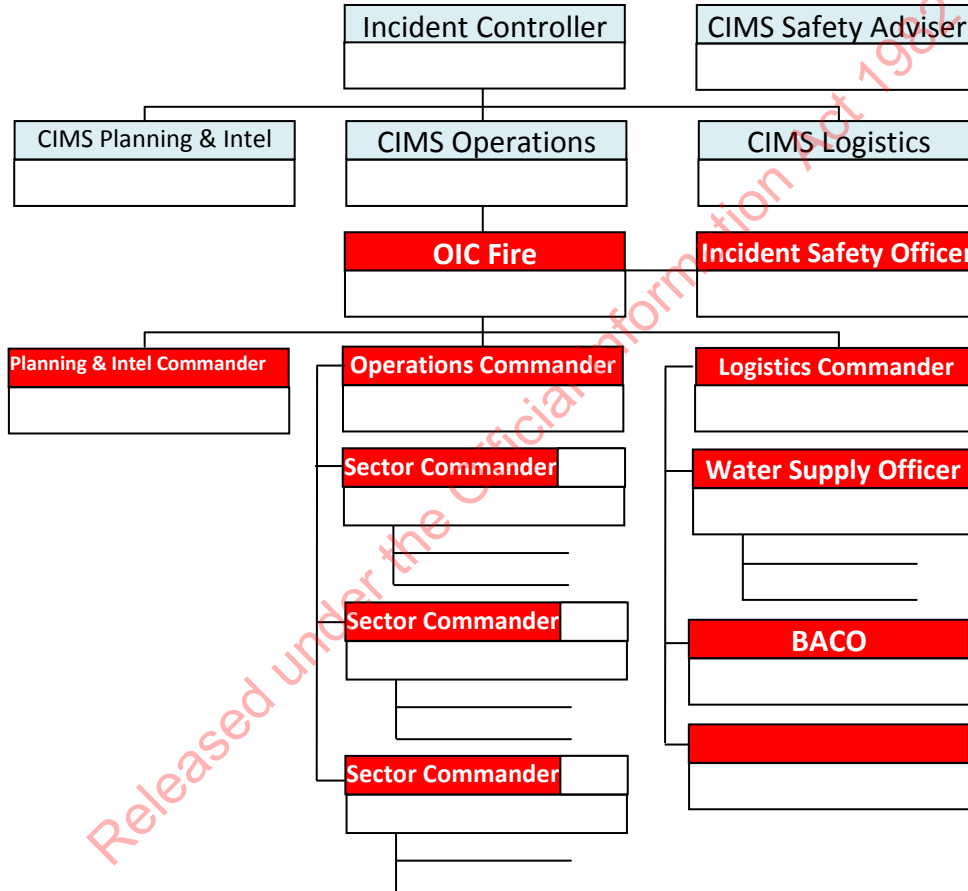 Incident Controller
CIMS Safety Adviser
CIMS Planning & Intel
CIMS Operations
CIMS Logistics
OIC Fire
Incident Safety Officer
Planning & Intel Commander
Operations Commander
Logistics Commander
Sector Commander
Water Supply Officer
Sector Commander
BACO
Sector Commander
Released under the Official Information Act 1982